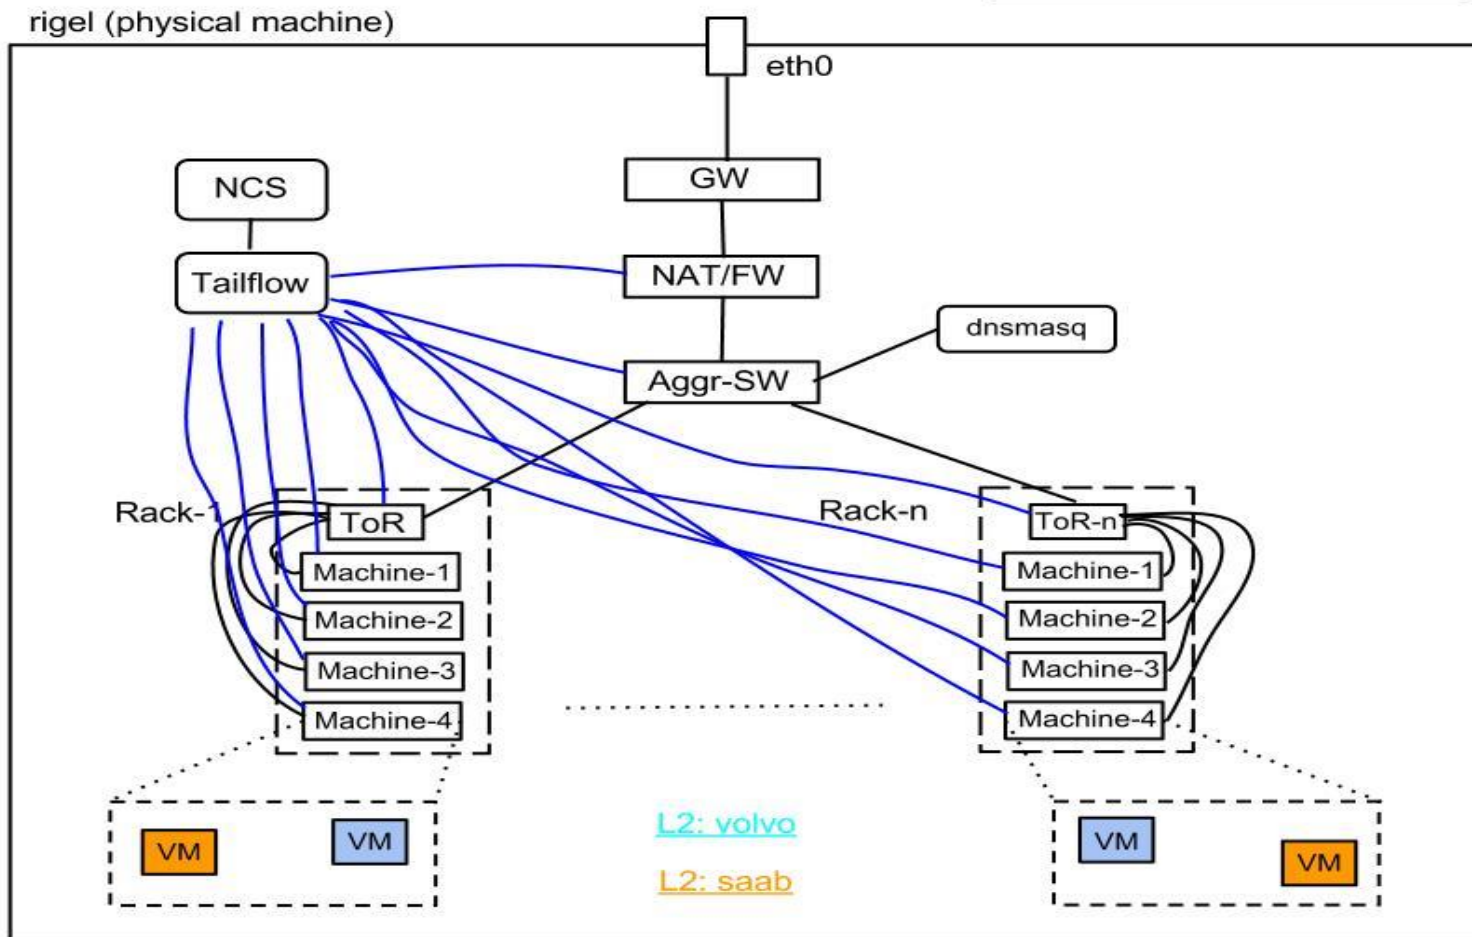 rigel (physical machine)
eth0
NCS
GW
Tailflow
NAT/FW
dnsmasq
Aggr-SW
Rack-1
ToR
Machine-1
Machine-2
Machine-3
Machine-4
Rack-n
ToR-n
Machine-1
Machine-2
Machine-3
Machine-4
VM
VM
L2: volvo
L2: saab
VM
VM